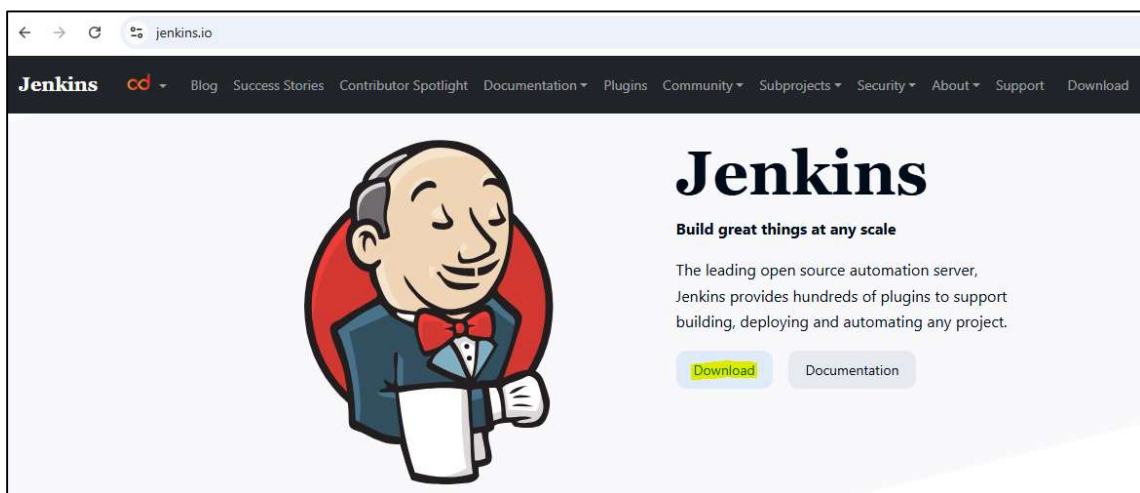 jenkins.io
Jenkins cd Blog Success Stories Contributor Spotlight Documentation Plugins Community Subprojects Security About Support Download
Jenkins
Build great things at any scale
The leading open source automation server,
Jenkins provides hundreds of plugins to support
building, deploying and automating any project.
Download Documentation